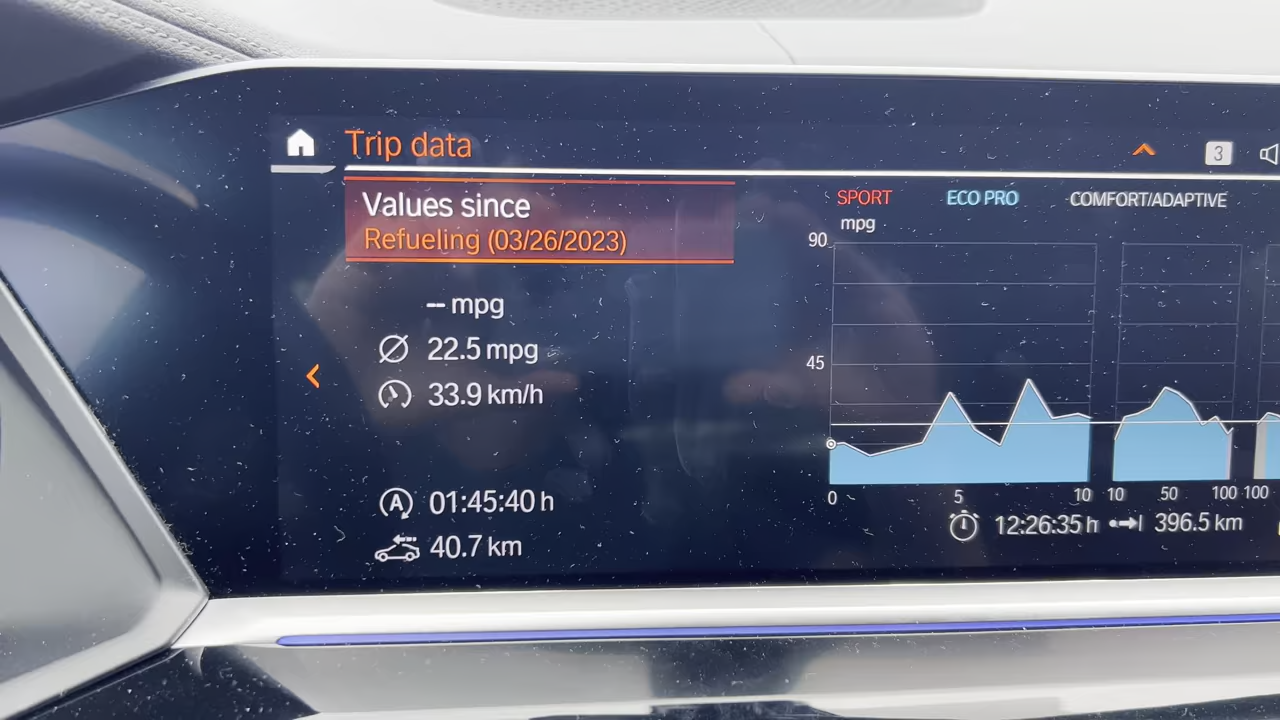 Trip data
3
Values since
Refueling (03/26/2023)
-- mpg
22.5 mpg
33.9 km/h
A 01:45:40 h
40.7 km
SPORT ECO PRO COMFORT/ADAPTIVE
mpg
90
45
0 5 10 10 50 100 100
12:26:35 h 396.5 km